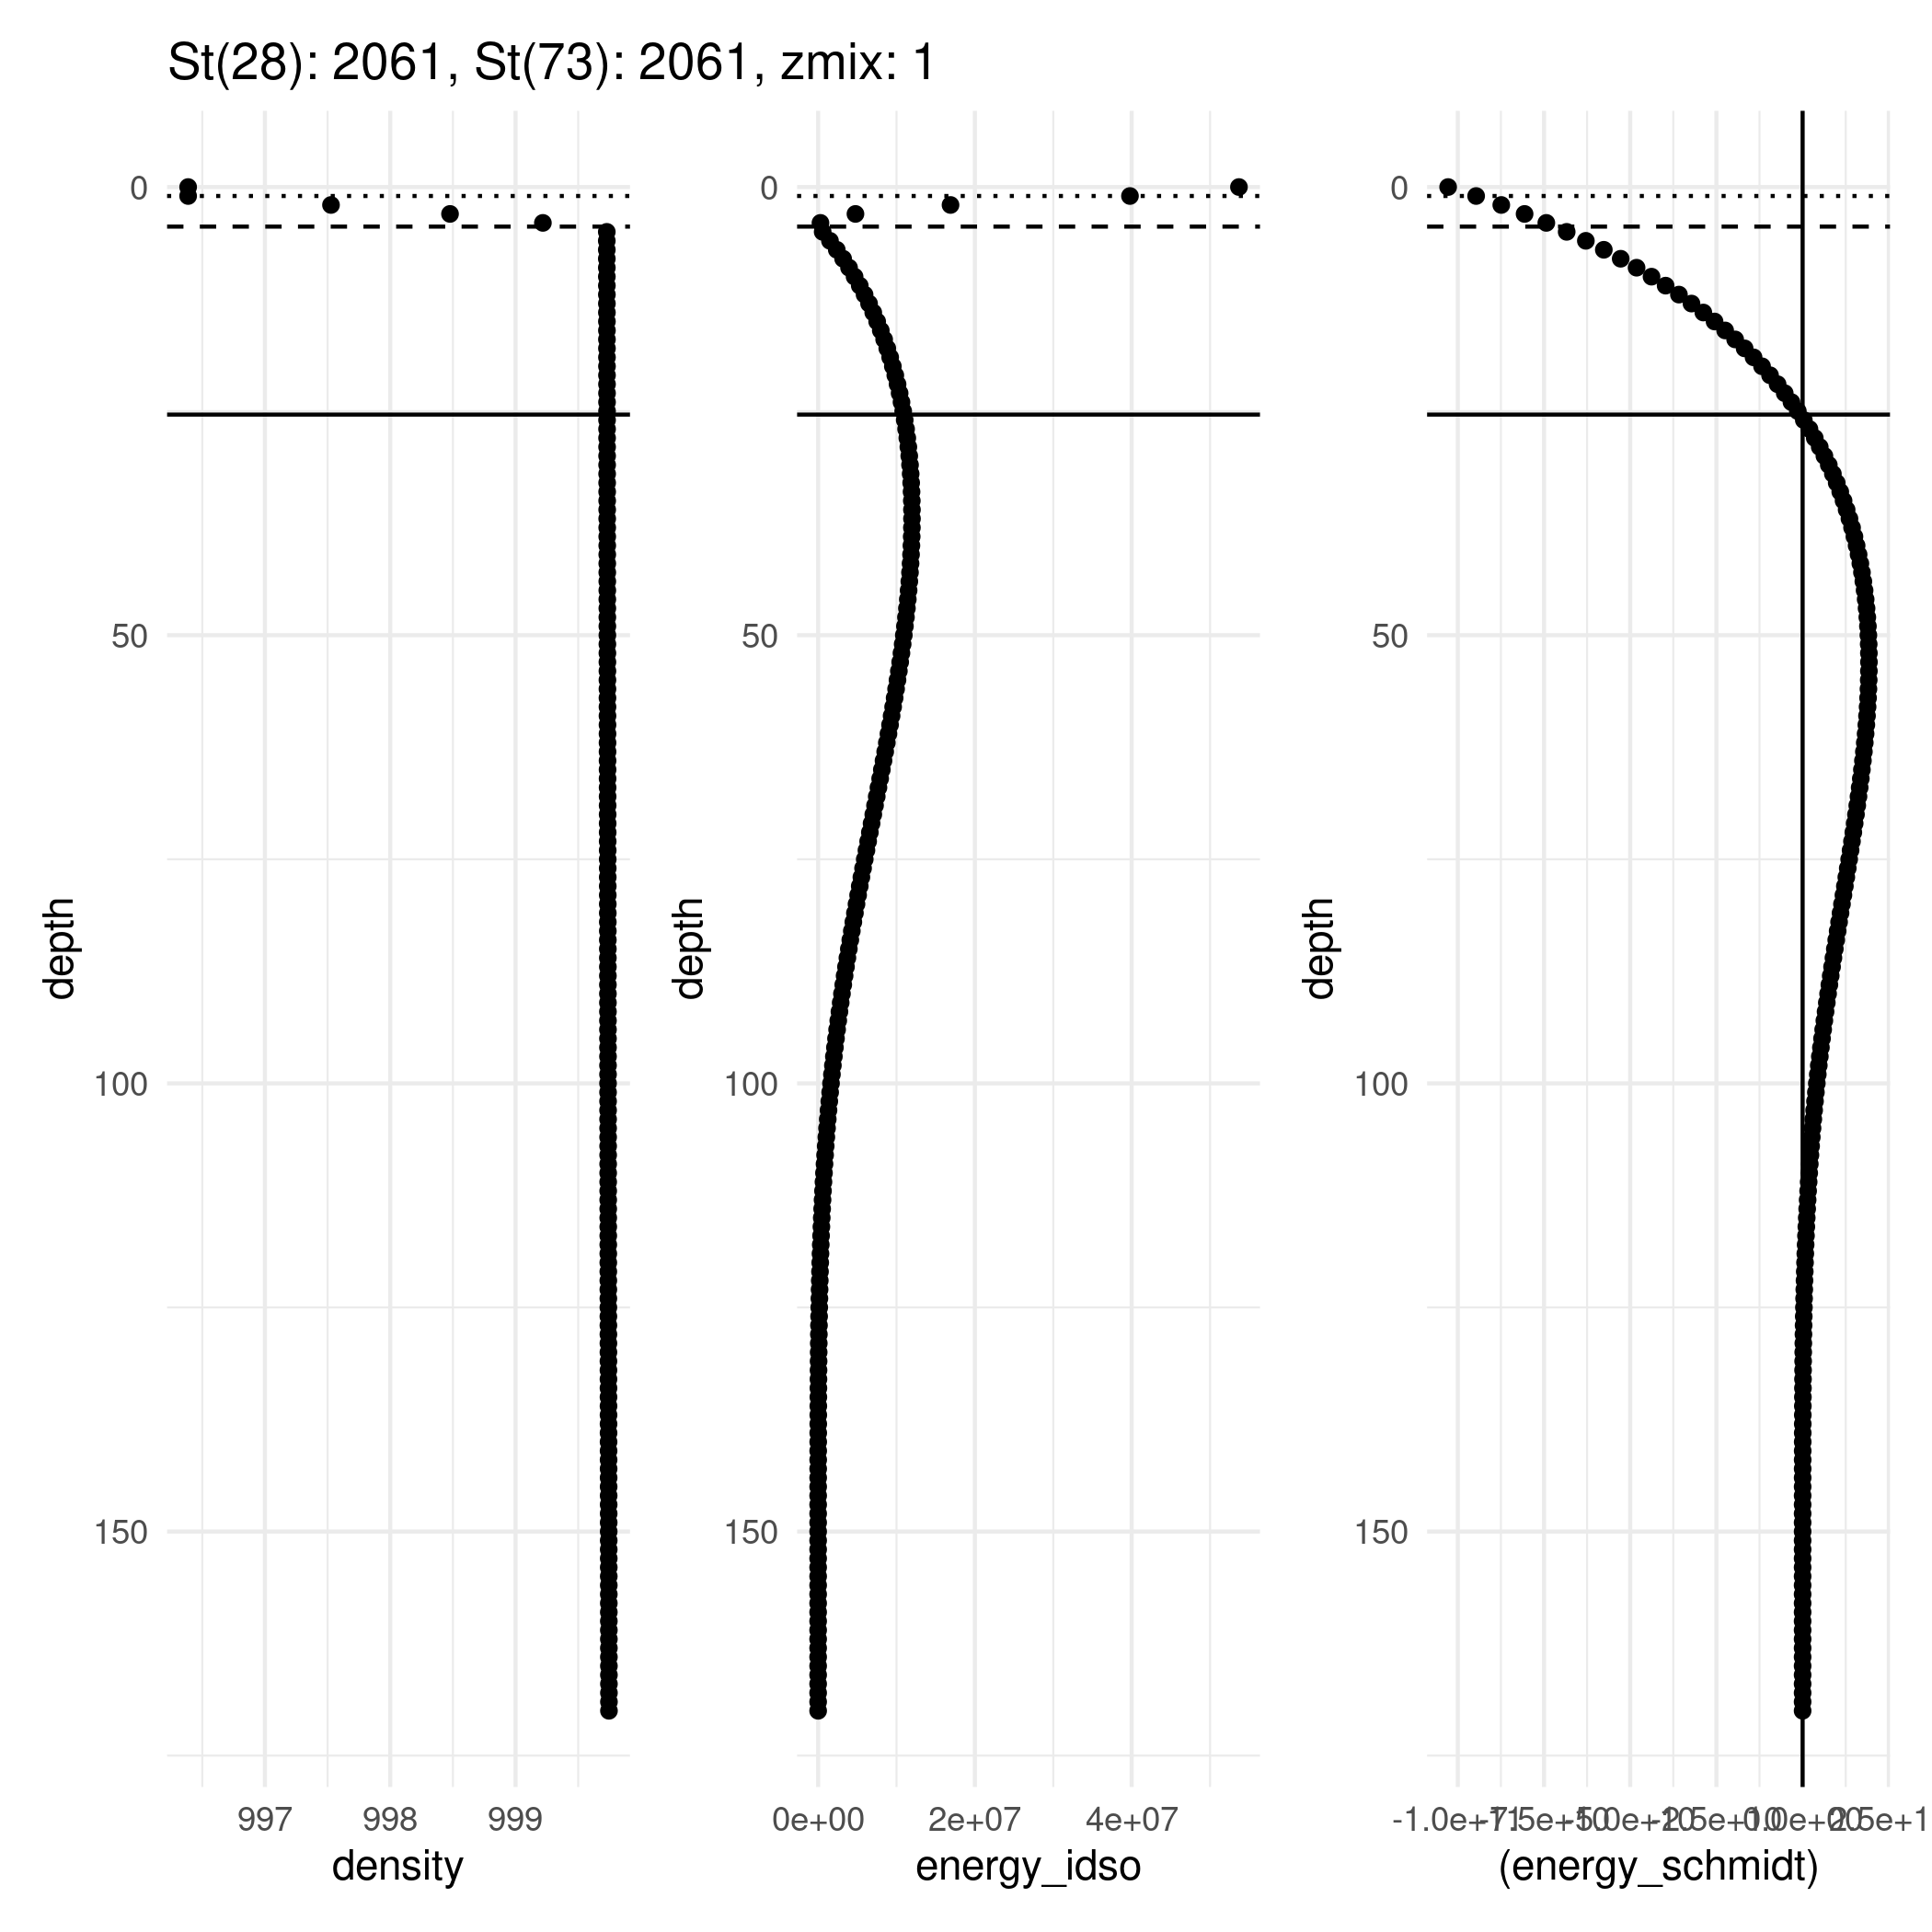 St(28): 2061, St(73): 2061, zmix: 1
0
50
100
150
depth
997 998 999
density
0
50
100
150
depth
0e+00 2e+07 4e+07
energy_idso
0
50
100
150
depth
(energy_schmidt)